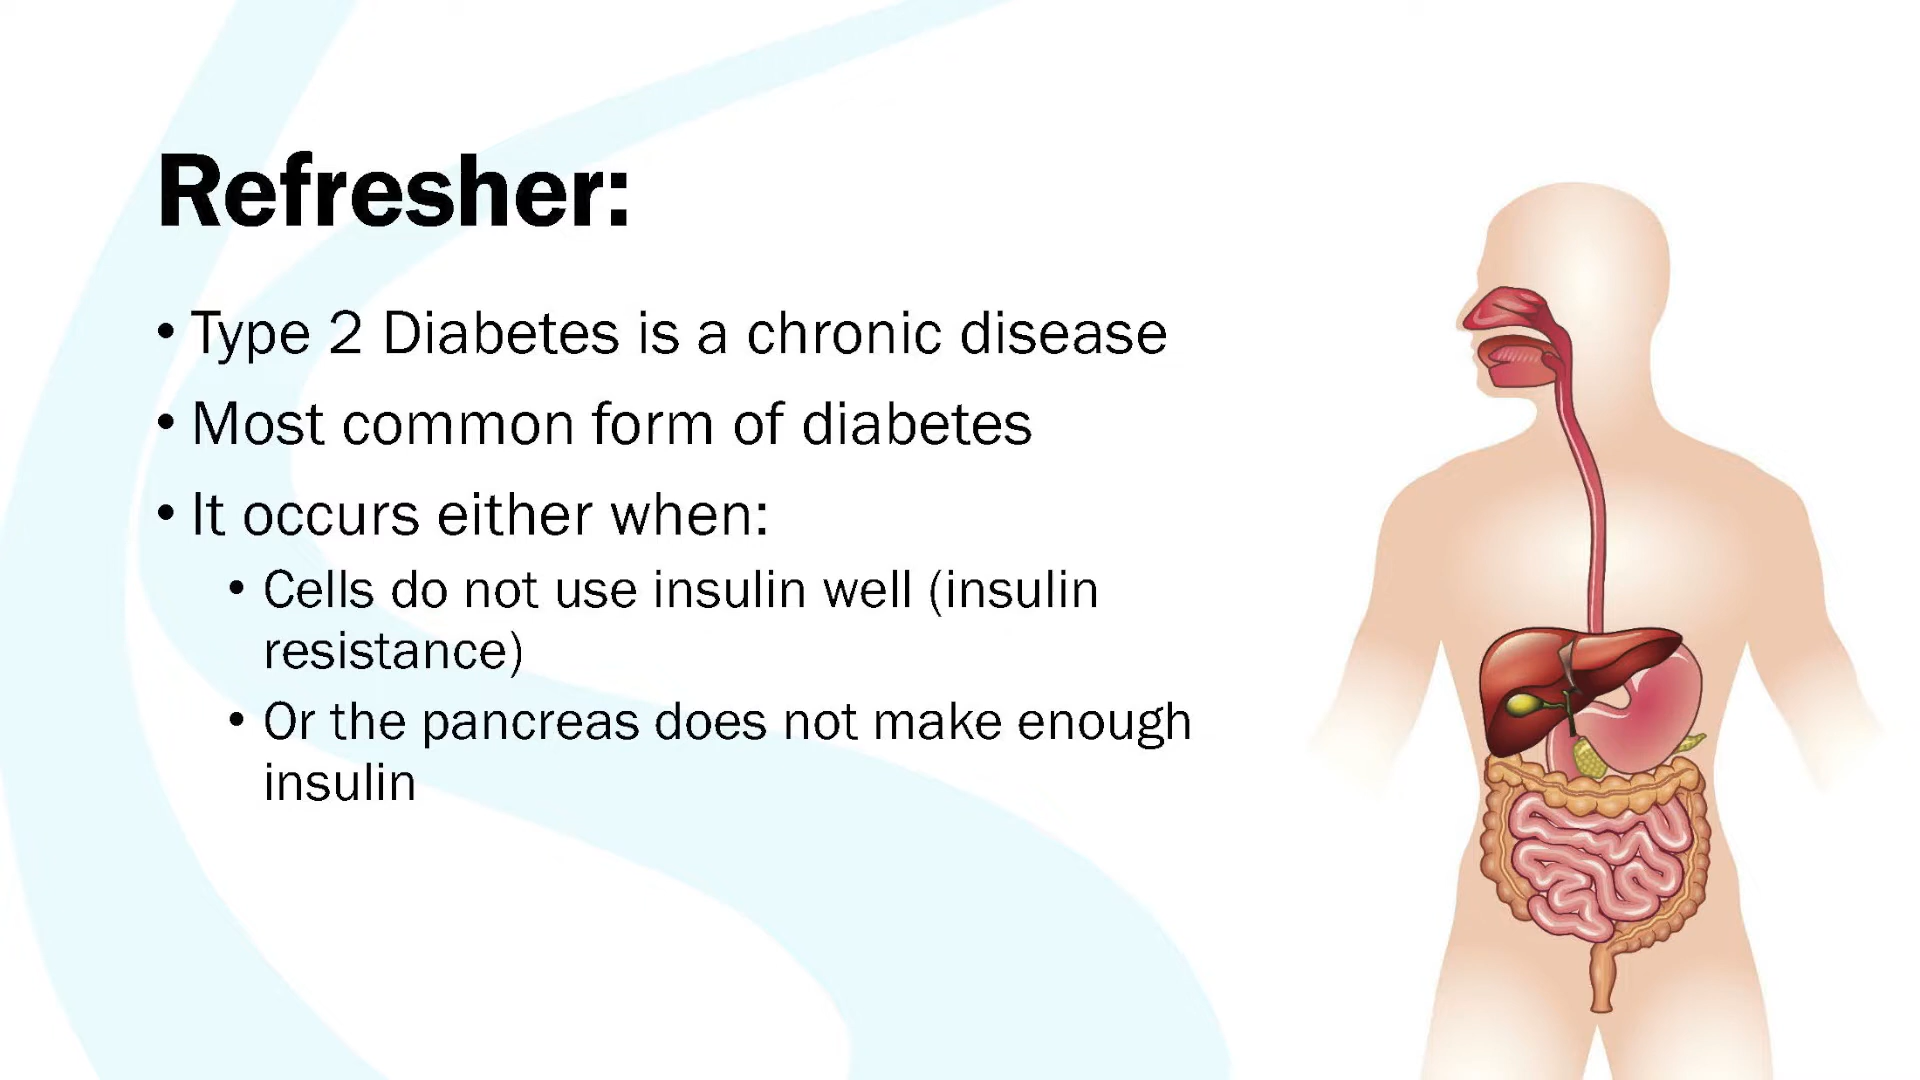 Refresher:
• Type 2 Diabetes is a chronic disease
• Most common form of diabetes
• It occurs either when:
• Cells do not use insulin well (insulin
resistance)
• Or the pancreas does not make enough
insulin